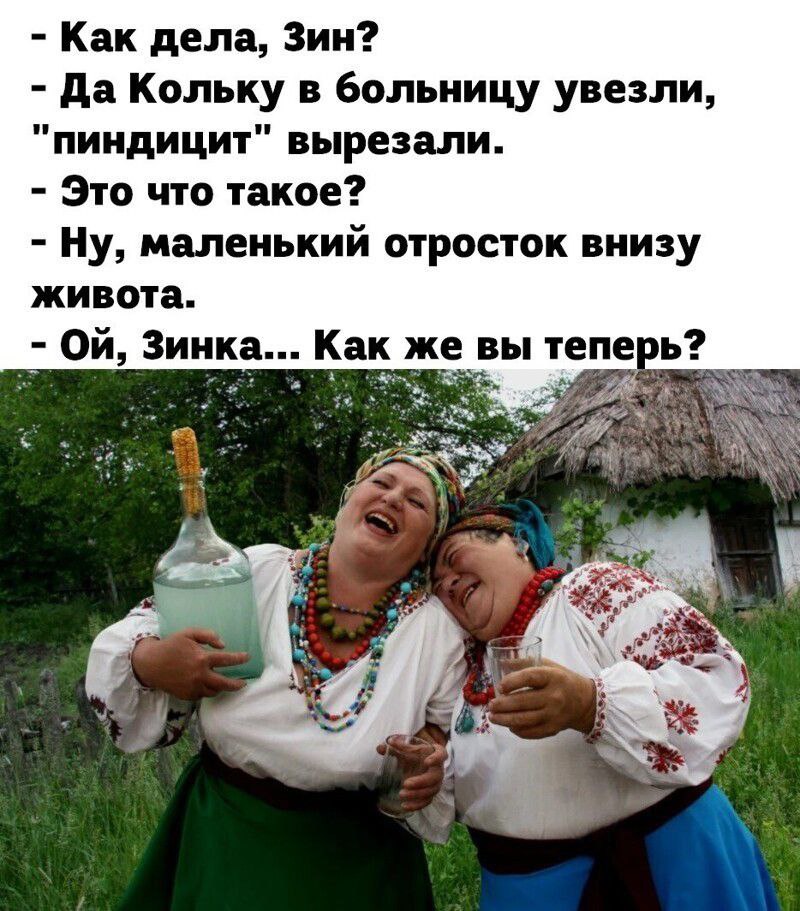 - Как дела, Зин?
- Да Кольку в больницу увезли,
"пиндицит" вырезали.
- Это что такое?
- Ну, маленький отросток внизу
живота.
- Ой, Зинка... Как же вы теперь?